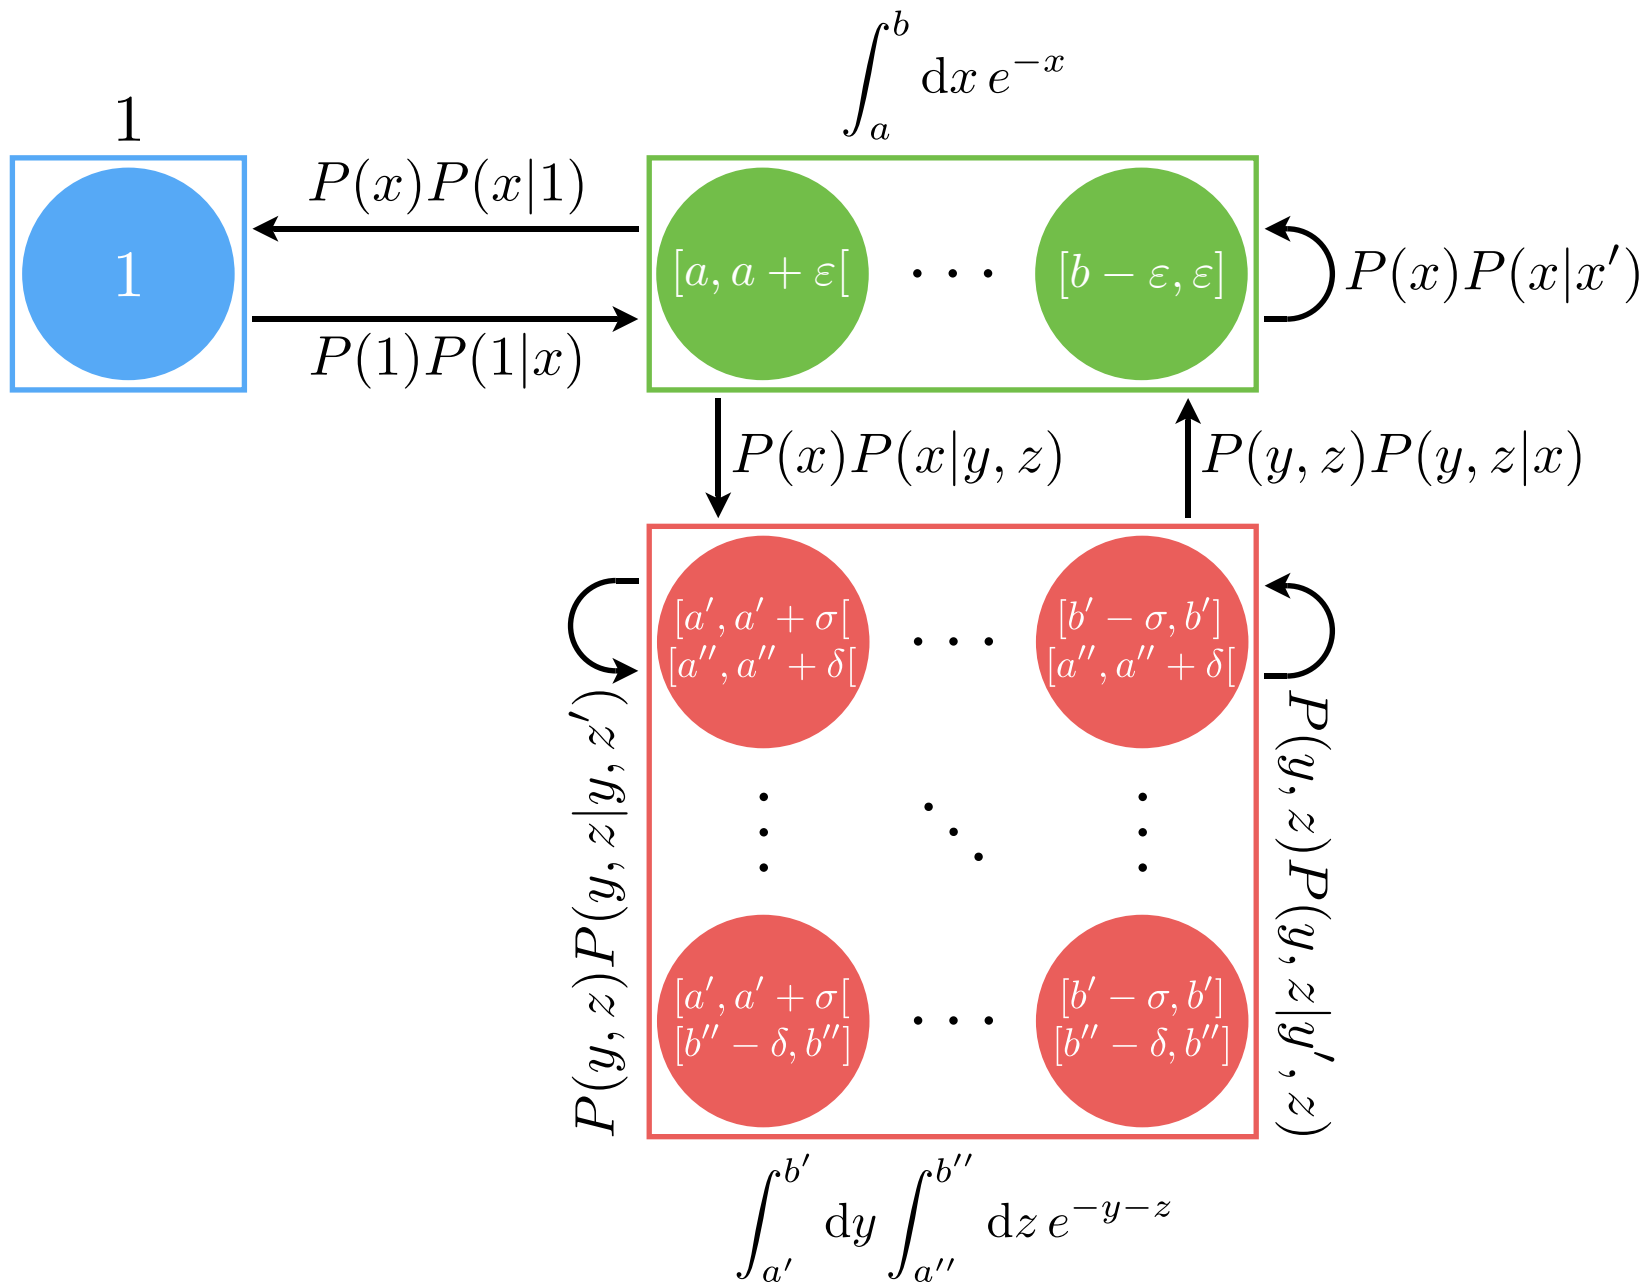 ∫_a^b dx e^{−x}
1
P(x)P(x|1)
1
[a, a + ε[ ··· [b − ε, ε]
P(x)P(x|x′)
P(1)P(1|x)
P(x)P(x|y, z)
P(y, z)P(y, z|x)
[a′, a′ + σ[
[a″, a″ + δ[
···
[b′ − σ, b′]
[a″, a″ + δ[
P(y, z)P(y, z|y, z′)
P(y, z)P(y, z|y′, z)
⋮ ⋱ ⋮
[a′, a′ + σ[
[b″ − δ, b″]
···
[b′ − σ, b′]
[b″ − δ, b″]
∫_{a′}^{b′} dy ∫_{a″}^{b″} dz e^{−y−z}